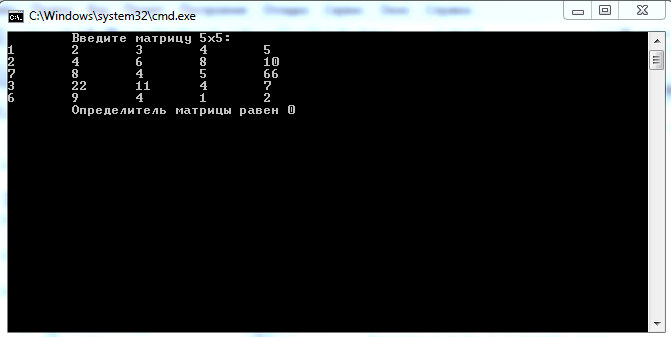 C:\Windows\system32\cmd.exe
Введите матрицу 5x5:
1 2 3 4 5
2 4 6 8 10
7 8 4 5 66
3 22 11 4 7
6 9 4 1 2
Определитель матрицы равен 0